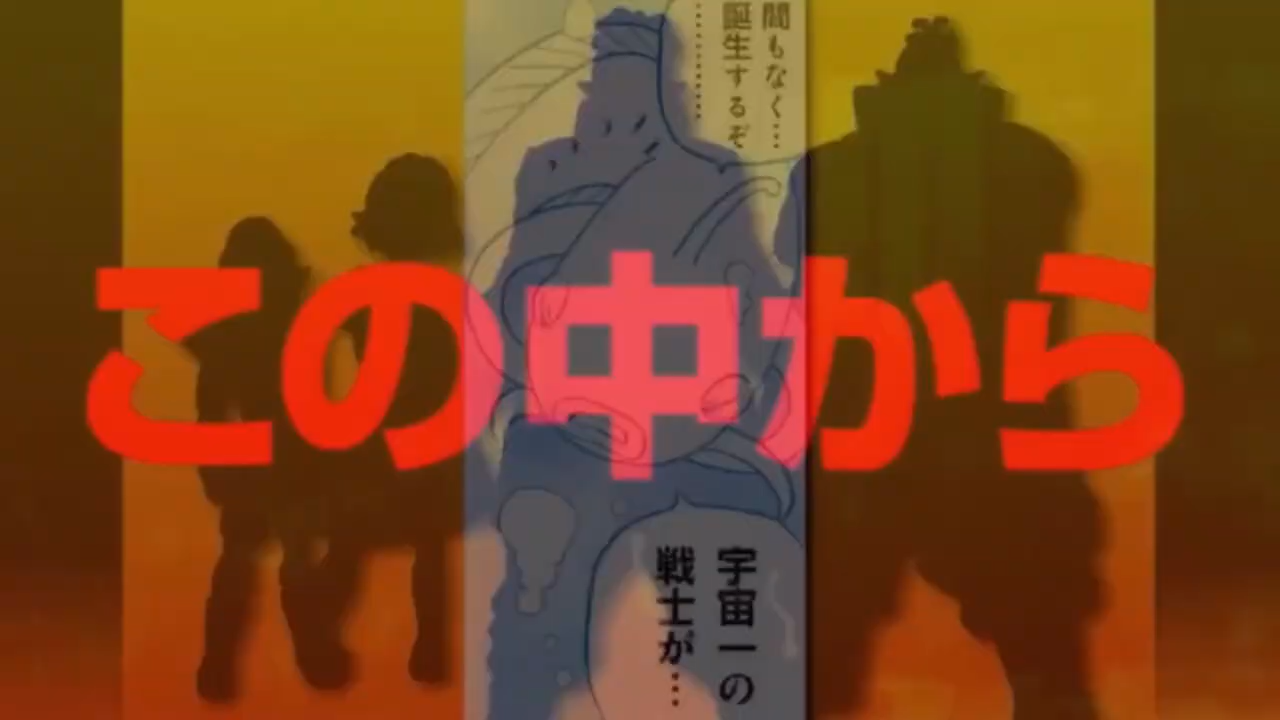 間もなく…
誕生するぞ
…………
この中から
宇宙一の
戦士が…